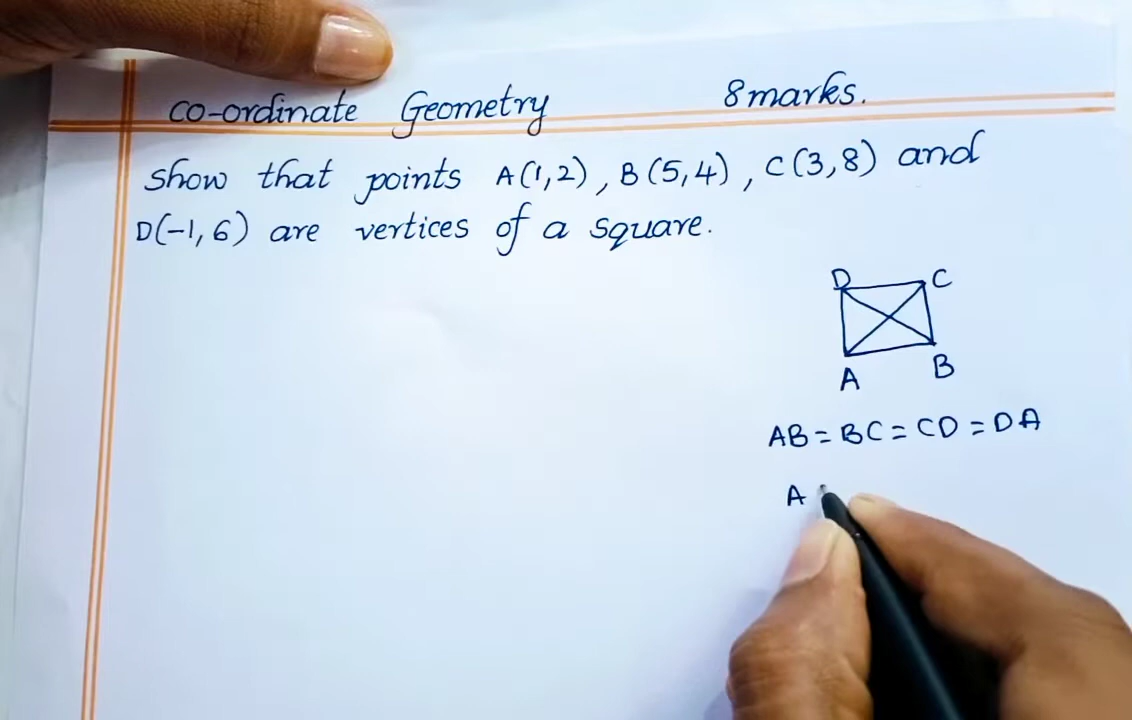 co-ordinate Geometry 8 marks.
show that points A(1,2), B(5,4), C(3,8) and
D(-1,6) are vertices of a square.
D C
A B
AB = BC = CD = DA
A